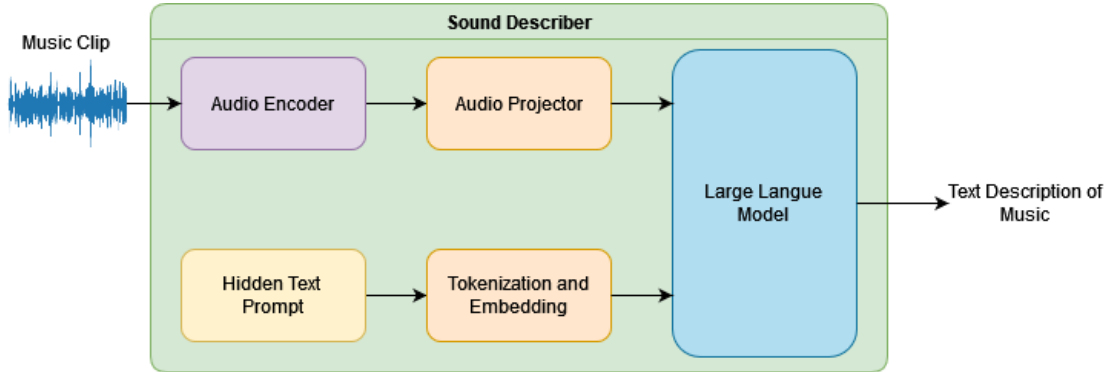 Sound Describer
Music Clip
Audio Encoder
Audio Projector
Large Langue
Model
Text Description of
Music
Hidden Text
Prompt
Tokenization and
Embedding